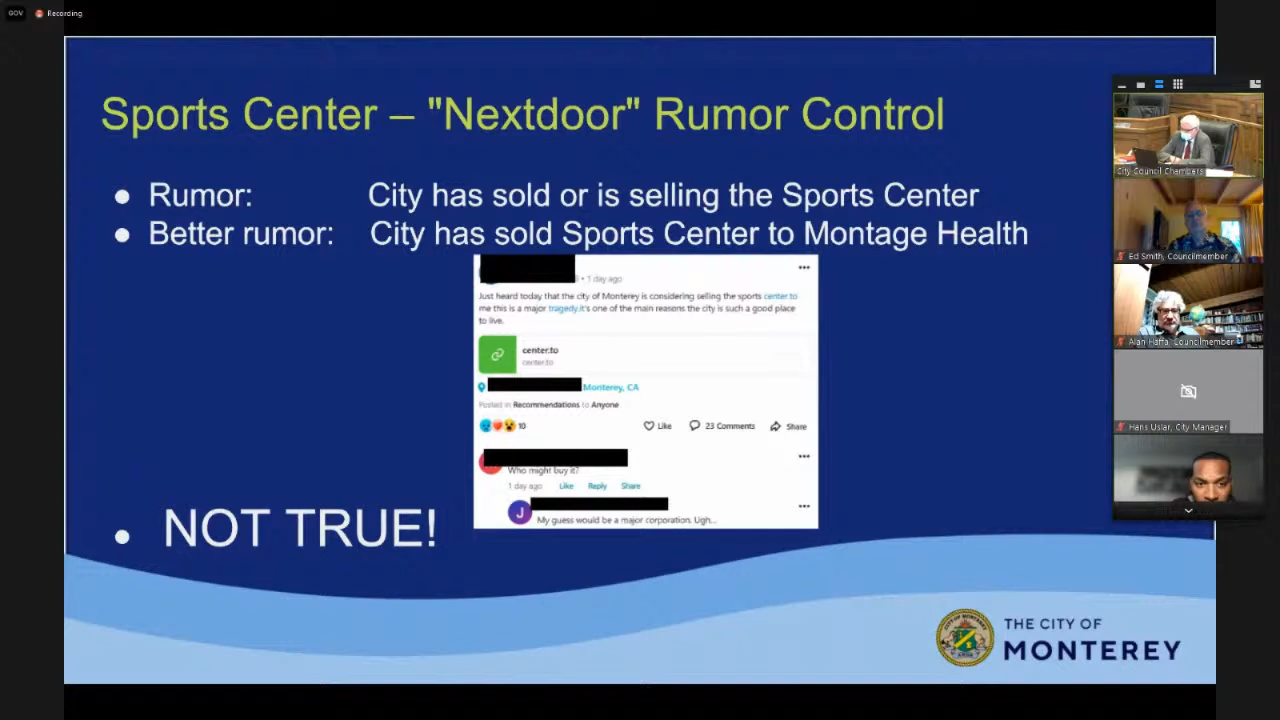 GOV
Recording
Sports Center – "Nextdoor" Rumor Control
● Rumor: City has sold or is selling the Sports Center
● Better rumor: City has sold Sports Center to Montage Health
• 1 day ago
Just heard today that the city of Monterey is considering selling the sports center.to
me this is a major tragedy.it's one of the main reasons the city is such a good place
to live.
center.to
center.to
Monterey, CA
Posted in Recommendations to Anyone
10
Like
23 Comments
Share
Who might buy it?
1 day ago Like Reply Share
J
My guess would be a major corporation. Ugh...
● NOT TRUE!
THE CITY OF
MONTEREY
City Council Chambers
Ed Smith, Councilmember
Alan Haffa, Councilmember
Hans Uslar, City Manager